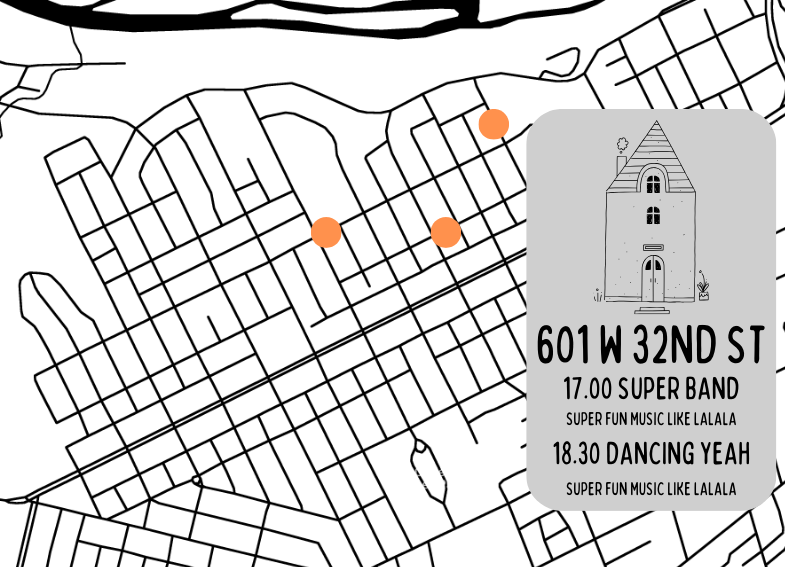 601 W 32ND ST
17.00 SUPER BAND
SUPER FUN MUSIC LIKE LALALA
18.30 DANCING YEAH
SUPER FUN MUSIC LIKE LALALA